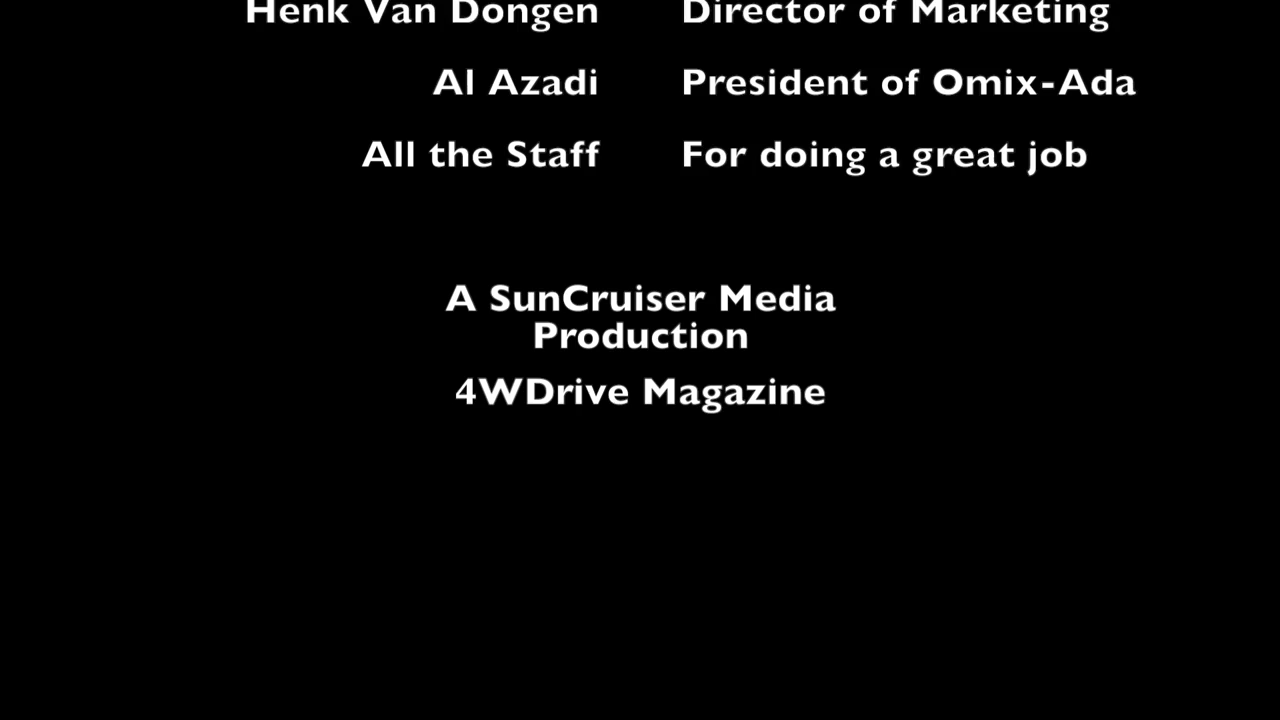 Henk Van Dongen Director of Marketing
Al Azadi President of Omix-Ada
All the Staff For doing a great job
A SunCruiser Media
Production
4WDrive Magazine